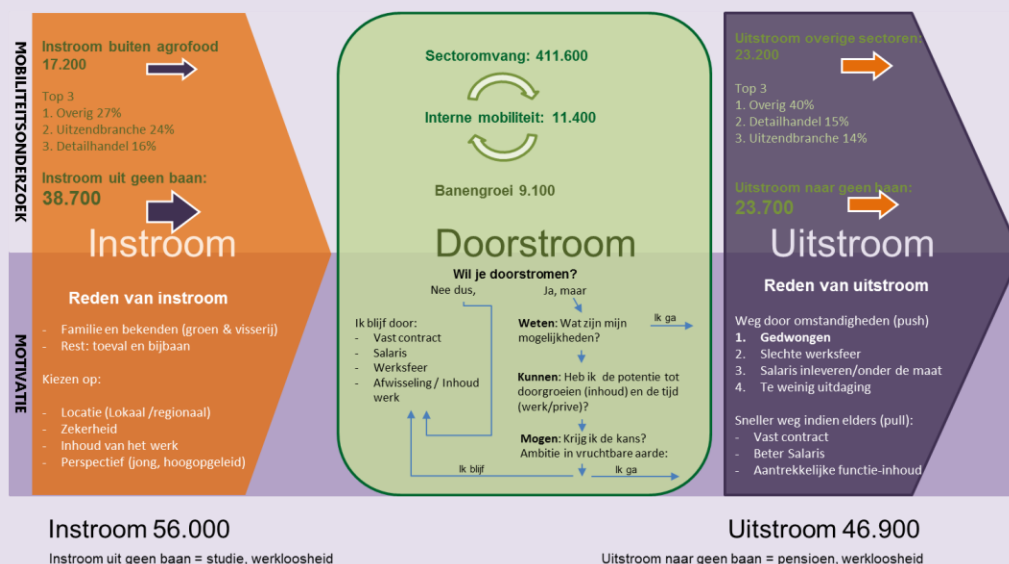 MOBILITEITSONDERZOEK
Instroom buiten agrofood
17.200
Top 3
1. Overig 27%
2. Uitzendbranche 24%
3. Detailhandel 16%
Instroom uit geen baan:
38.700
Instroom
MOTIVATIE
Reden van instroom
- Familie en bekenden (groen & visserij)
- Rest: toeval en bijbaan
Kiezen op:
- Locatie (Lokaal /regionaal)
- Zekerheid
- Inhoud van het werk
- Perspectief (jong, hoogopgeleid)
Sectoromvang: 411.600
Interne mobiliteit: 11.400
Banengroei 9.100
Doorstroom
Wil je doorstromen?
Nee dus,
Ja, maar
Ik blijf door:
- Vast contract
- Salaris
- Werksfeer
- Afwisseling / Inhoud
werk
Weten: Wat zijn mijn
mogelijkheden?
Ik ga
Kunnen: Heb ik de potentie tot
doorgroeien (inhoud) en de tijd
(werk/prive)?
Mogen: Krijg ik de kans?
Ambitie in vruchtbare aarde:
Ik blijf
Ik ga
Uitstroom overige sectoren:
23.200
Top 3
1. Overig 40%
2. Detailhandel 15%
3. Uitzendbranche 14%
Uitstroom naar geen baan:
23.700
Uitstroom
Reden van uitstroom
Weg door omstandigheden (push)
1. Gedwongen
2. Slechte werksfeer
3. Salaris inleveren/onder de maat
4. Te weinig uitdaging
Sneller weg indien elders (pull):
- Vast contract
- Beter Salaris
- Aantrekkelijke functie-inhoud
Instroom 56.000
Instroom uit geen baan = studie, werkloosheid
Uitstroom 46.900
Uitstroom naar geen baan = pensioen, werkloosheid